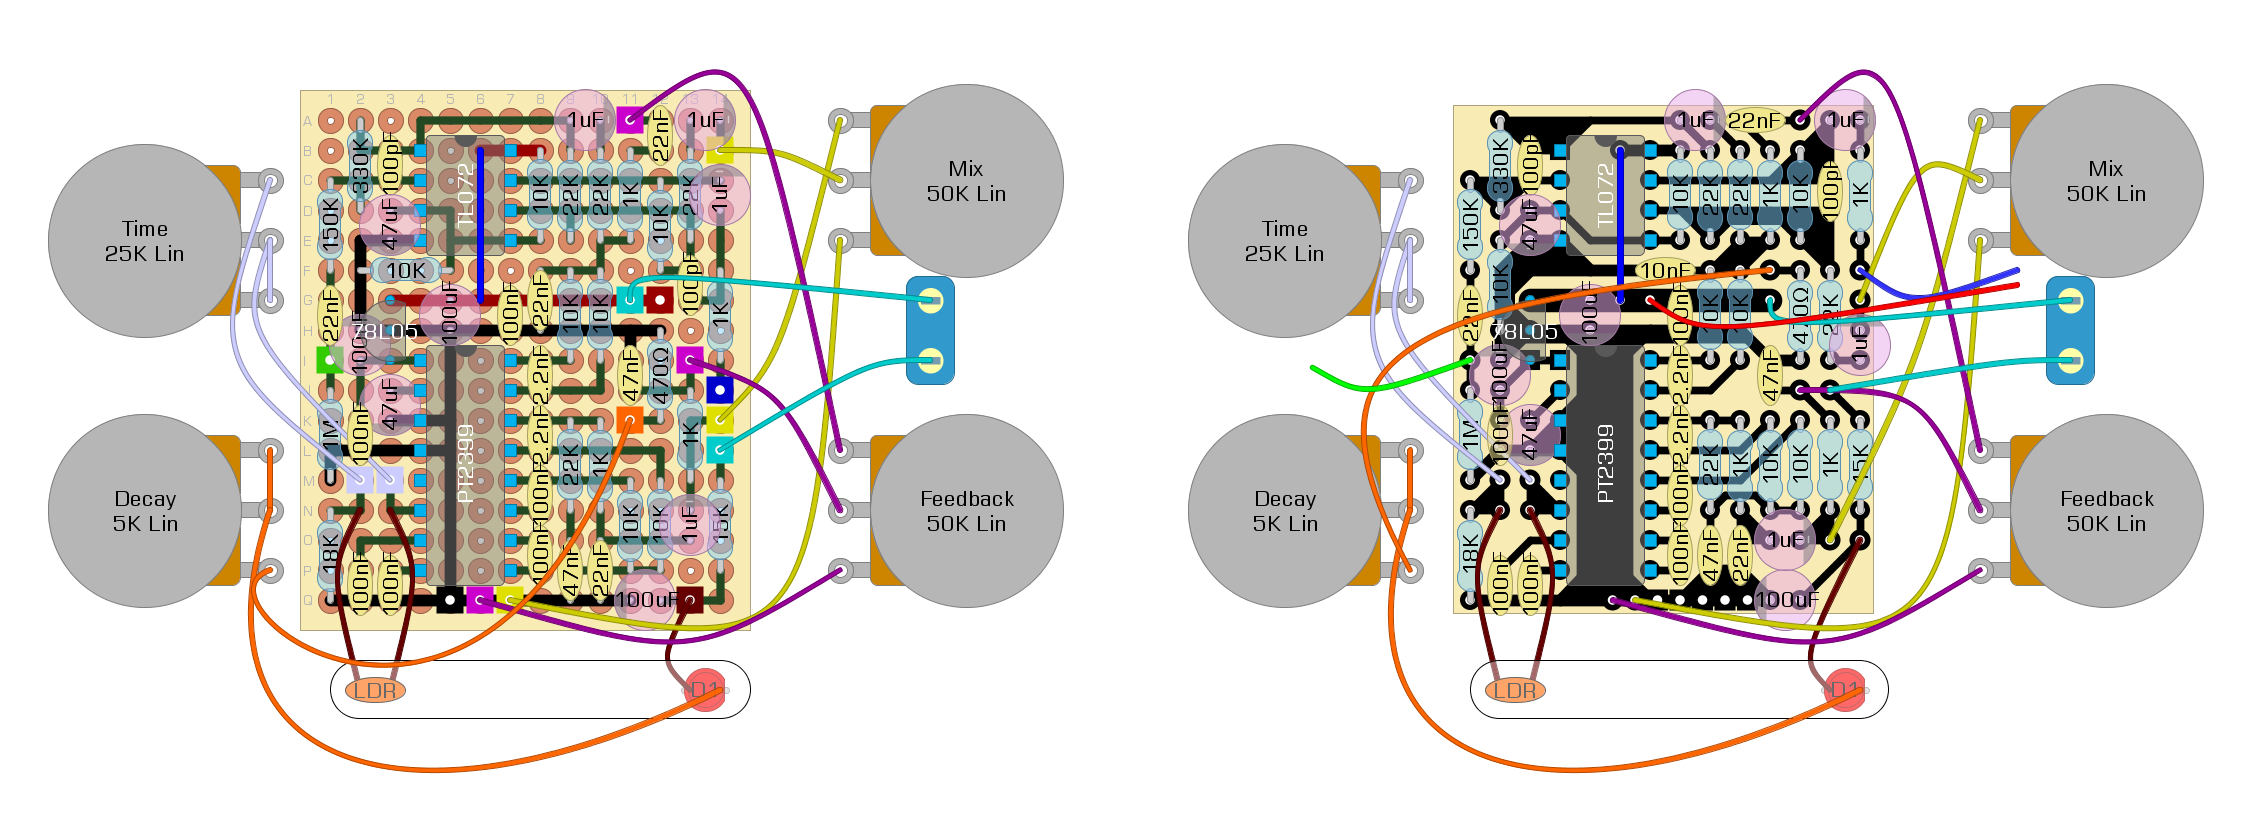 1 2 3 4 5 6 7 8 9 10 11 12 13 14
A
B
C
D
E
F
G
H
I
J
K
L
M
N
O
P
Q
Time
25K Lin
Decay
5K Lin
Mix
50K Lin
Feedback
50K Lin
1uF
22nF
1uF
330K
100pF
TL072
10K
22K
22K
1K
10K
22K
1uF
150K
47uF
10K
22nF
100uF
78L05
100uF
100nF
22nF
10K
10K
100pF
1K
47nF
470Ω
2.2nF
47uF
1M
100nF
PT2399
2.2nF
22K
1K
1K
100nF
10K
10K
1uF
15K
18K
100nF
100nF
100nF
47nF
22nF
100uF
LDR
D1
Time
25K Lin
Decay
5K Lin
Mix
50K Lin
Feedback
50K Lin
1uF
22nF
1uF
330K
100pF
TL072
10K
22K
22K
1K
10K
100pF
1K
150K
47uF
10K
10nF
22nF
78L05
100uF
100nF
10K
10K
470Ω
22K
1uF
100uF
2.2nF
47nF
1M
100nF
47uF
PT2399
2.2nF
22K
1K
10K
10K
1K
15K
100nF
18K
100nF
100nF
100nF
47nF
22nF
1uF
100uF
LDR
D1